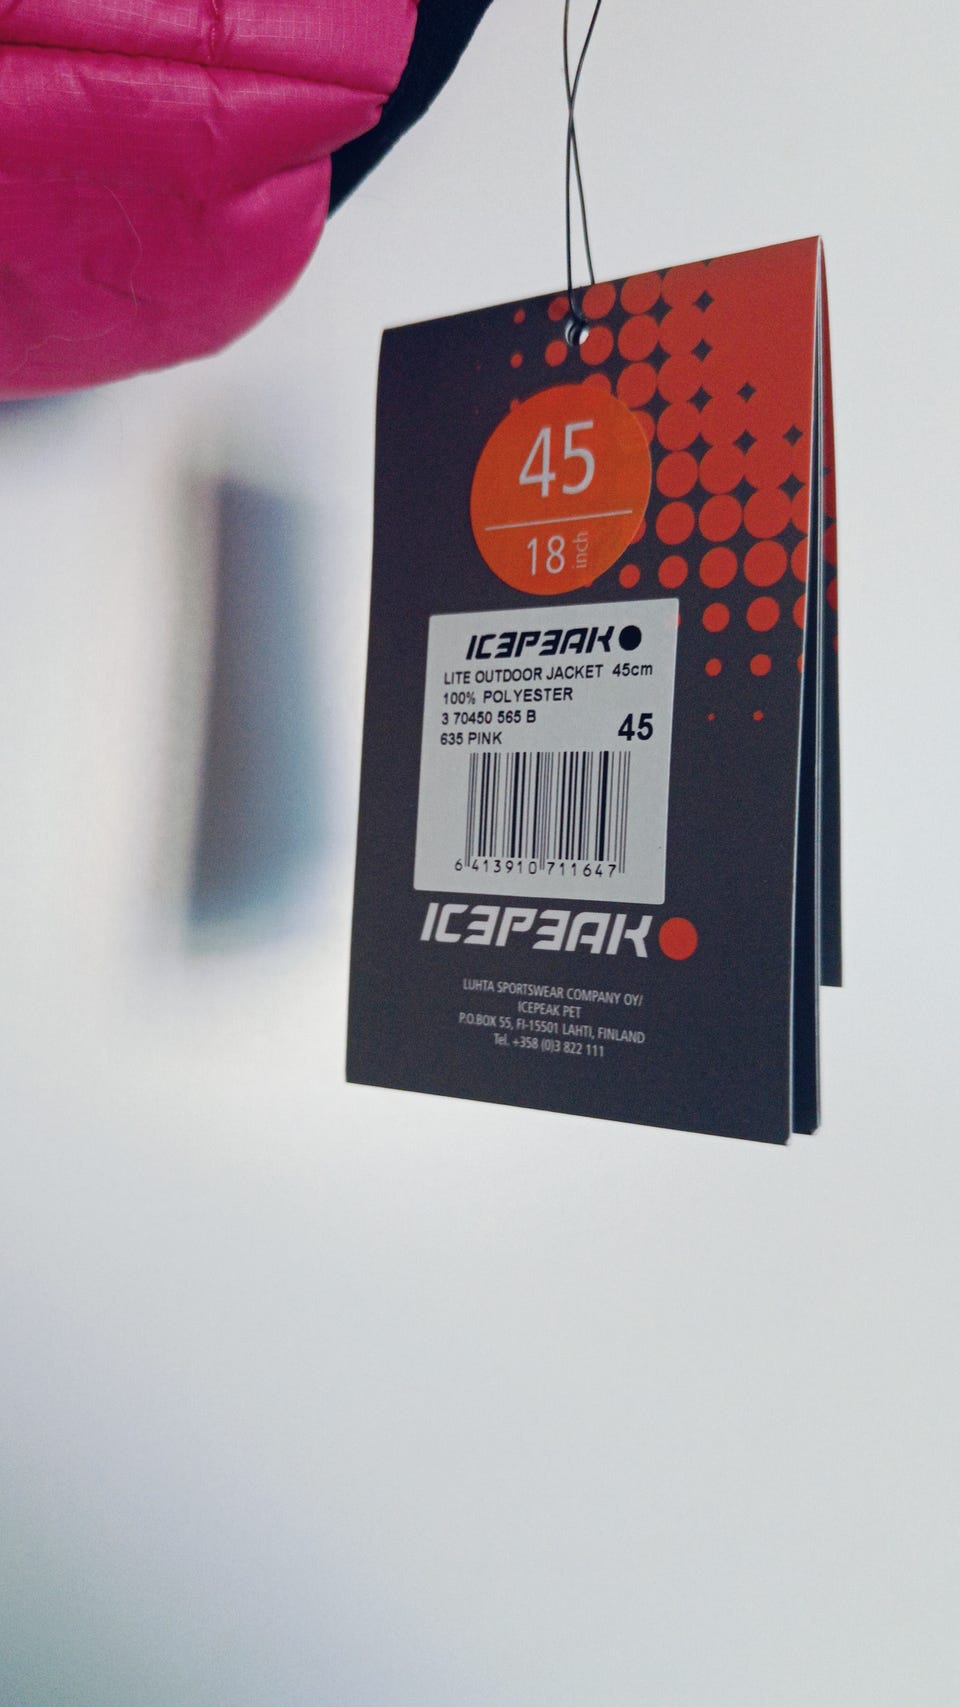 45
18 inch
ICEPEAK
LITE OUTDOOR JACKET 45cm
100% POLYESTER
3 70450 565 B
635 PINK 45
6 413910 711647
ICEPEAK
LUHTA SPORTSWEAR COMPANY OY/
ICEPEAK PET
P.O.BOX 55, FI-15501 LAHTI, FINLAND
Tel. +358 (0)3 822 111